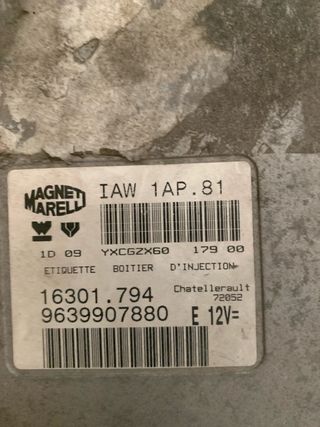 MAGNETI
MARELLI
IAW 1AP.81
1D 09 YXCGZX60 179 00
ETIQUETTE BOITIER D'INJECTION
16301.794 Chatellerault
72052
9639907880 E 12V=